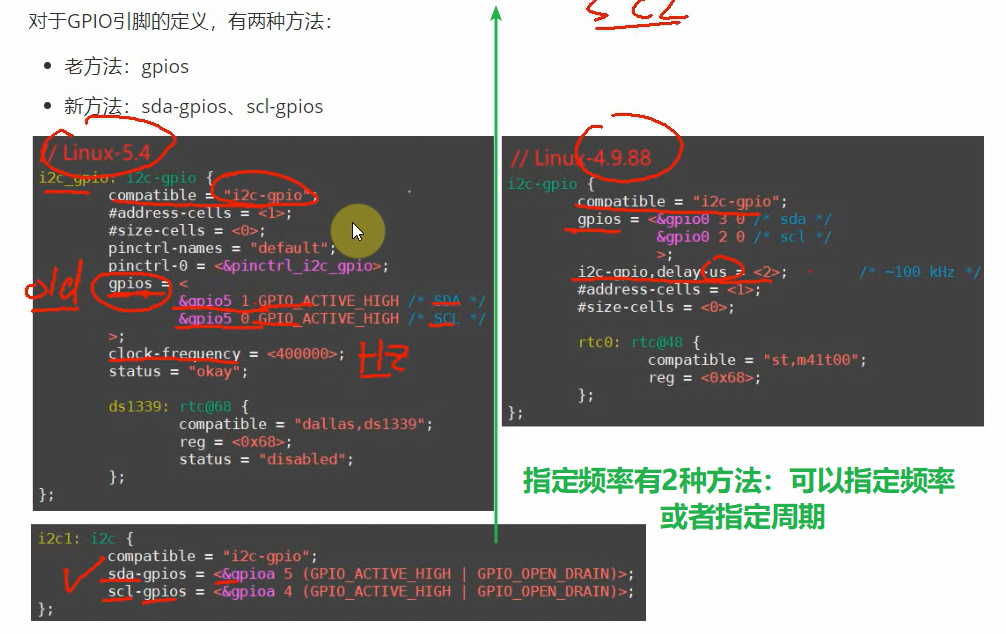 SCL
对于GPIO引脚的定义，有两种方法：
• 老方法：gpios
• 新方法：sda-gpios、scl-gpios
// Linux-5.4
i2c_gpio: i2c-gpio {
compatible = "i2c-gpio";
#address-cells = <1>;
#size-cells = <0>;
pinctrl-names = "default";
pinctrl-0 = <&pinctrl_i2c_gpio>;
old
gpios = <
&gpio5 1 GPIO_ACTIVE_HIGH /* SDA */
&gpio5 0 GPIO_ACTIVE_HIGH /* SCL */
>;
clock-frequency = <400000>;
HZ
status = "okay";
ds1339: rtc@68 {
compatible = "dallas,ds1339";
reg = <0x68>;
status = "disabled";
};
};
// Linux-4.9.88
i2c-gpio {
compatible = "i2c-gpio";
gpios = <&gpio0 3 0 /* sda */
&gpio0 2 0 /* scl */
>;
i2c-gpio,delay-us = <2>; /* ~100 kHz */
#address-cells = <1>;
#size-cells = <0>;
rtc0: rtc@48 {
compatible = "st,m41t00";
reg = <0x68>;
};
};
指定频率有2种方法：可以指定频率
或者指定周期
i2c1: i2c {
compatible = "i2c-gpio";
sda-gpios = <&gpioa 5 (GPIO_ACTIVE_HIGH | GPIO_OPEN_DRAIN)>;
scl-gpios = <&gpioa 4 (GPIO_ACTIVE_HIGH | GPIO_OPEN_DRAIN)>;
};